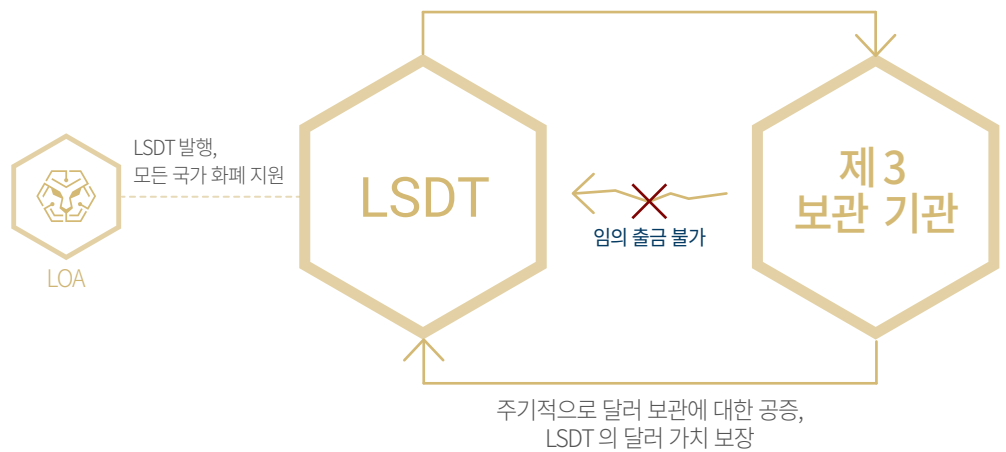 LSDT 발행,
모든 국가 화폐 지원
LOA
LSDT
임의 출금 불가
제 3
보관 기관
주기적으로 달러 보관에 대한 공증,
LSDT 의 달러 가치 보장